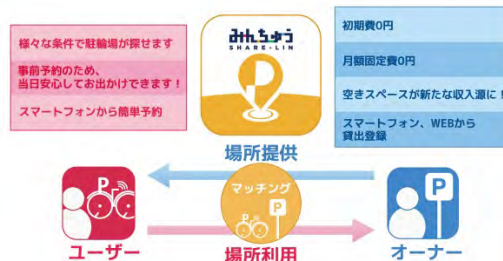 様々な条件で駐輪場が探せます
事前予約のため、
当日安心してお出かけできます！
スマートフォンから簡単予約
みんちゅう
SHARE-LIN
P
初期費0円
月額固定費0円
空きスペースが新たな収入源に！
スマートフォン、WEBから
貸出登録
場所提供
P
マッチング
P
P
ユーザー
場所利用
オーナー